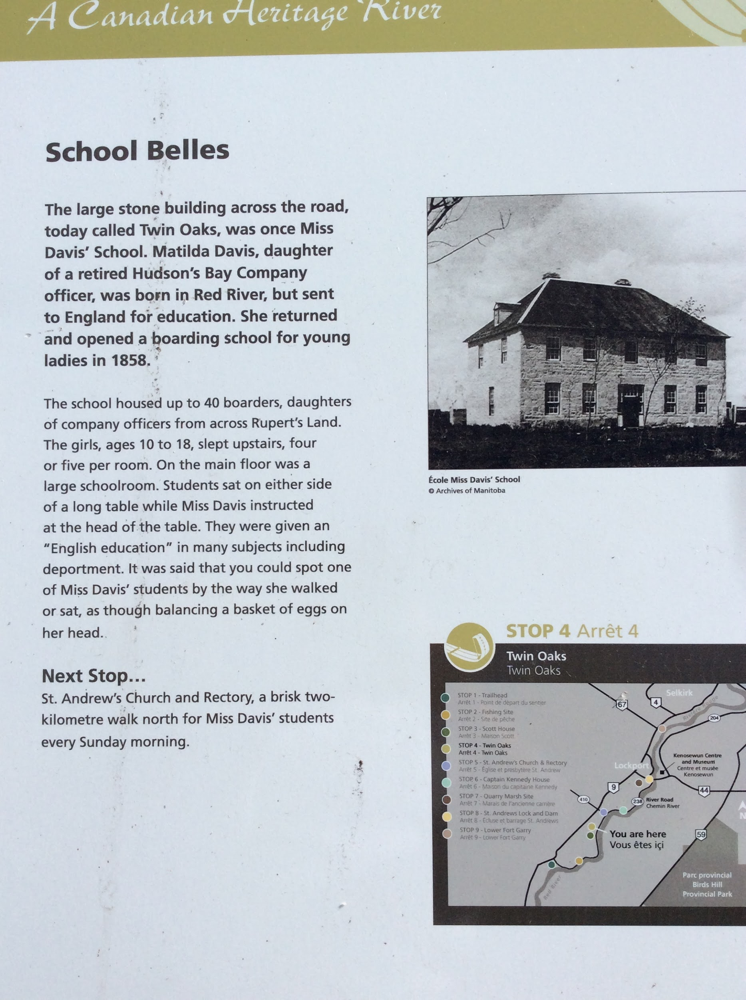 A Canadian Heritage River
School Belles
The large stone building across the road,
today called Twin Oaks, was once Miss
Davis’ School. Matilda Davis, daughter
of a retired Hudson’s Bay Company
officer, was born in Red River, but sent
to England for education. She returned
and opened a boarding school for young
ladies in 1858.
The school housed up to 40 boarders, daughters
of company officers from across Rupert’s Land.
The girls, ages 10 to 18, slept upstairs, four
or five per room. On the main floor was a
large schoolroom. Students sat on either side
of a long table while Miss Davis instructed
at the head of the table. They were given an
“English education” in many subjects including
deportment. It was said that you could spot one
of Miss Davis’ students by the way she walked
or sat, as though balancing a basket of eggs on
her head.
Next Stop...
St. Andrew’s Church and Rectory, a brisk two-
kilometre walk north for Miss Davis’ students
every Sunday morning.
École Miss Davis’ School
© Archives of Manitoba
STOP 4 Arrêt 4
Twin Oaks
Twin Oaks
STOP 1 - Trailhead
Arrêt 1 - Point de départ du sentier
STOP 2 - Fishing Site
Arrêt 2 - Site de pêche
STOP 3 - Scott House
Arrêt 3 - Maison Scott
STOP 4 - Twin Oaks
Arrêt 4 - Twin Oaks
STOP 5 - St. Andrew’s Church & Rectory
Arrêt 5 - Église et presbytère St. Andrew
STOP 6 - Captain Kennedy House
Arrêt 6 - Maison du capitaine Kennedy
STOP 7 - Quarry Marsh Site
Arrêt 7 - Marais de l’ancienne carrière
STOP 8 - St. Andrews Lock and Dam
Arrêt 8 - Écluse et barrage St. Andrews
STOP 9 - Lower Fort Garry
Arrêt 9 - Lower Fort Garry
Selkirk
67
4
Rivière Rouge
204
Kenosewun Centre
and Museum
Centre et musée
Kenosewun
Lockport
9
44
410
238
River Road
Chemin River
N
You are here
Vous êtes içi
59
Red River
Parc provincial
Birds Hill
Provincial Park